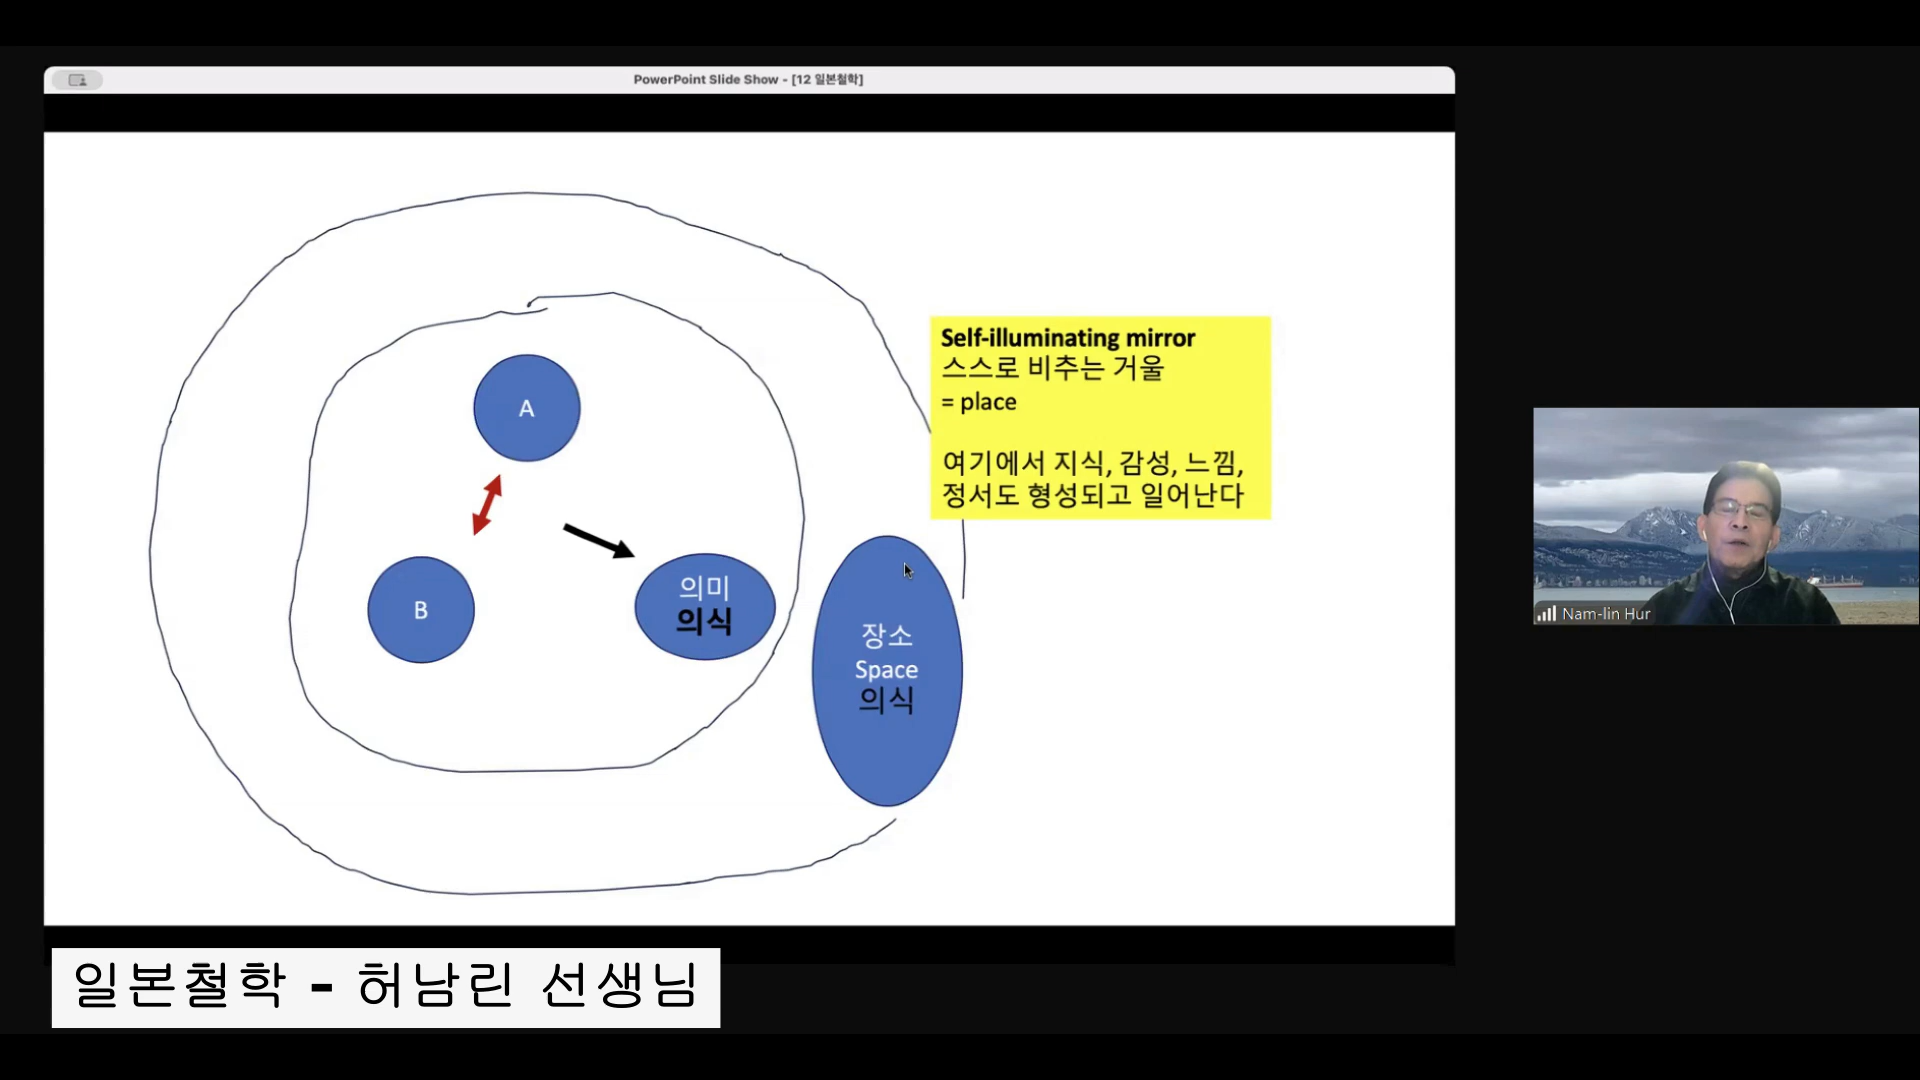 PowerPoint Slide Show - [12 일본철학]
Self-illuminating mirror
스스로 비추는 거울
= place
여기에서 지식, 감성, 느낌,
정서도 형성되고 일어난다
A
B
의미
의식
장소
Space
의식
Nam-lin Hur
일본철학 - 허남린 선생님